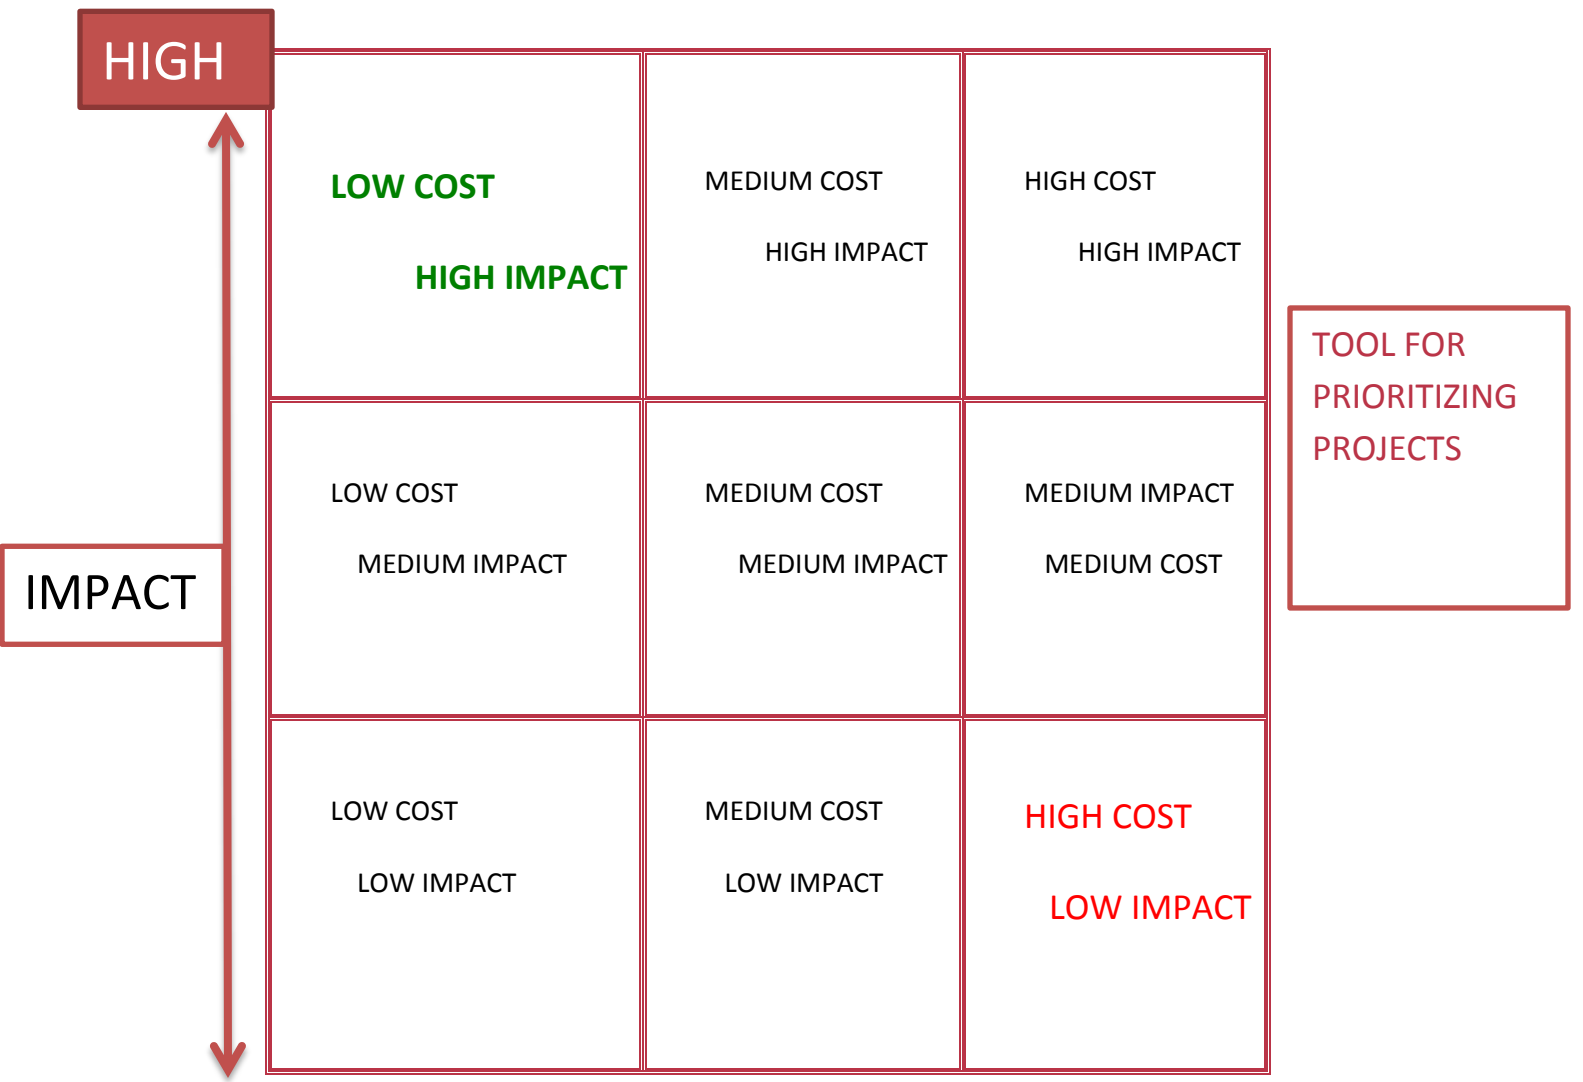 HIGH
LOW COST
HIGH IMPACT
MEDIUM COST
HIGH IMPACT
HIGH COST
HIGH IMPACT
TOOL FOR
PRIORITIZING
PROJECTS
IMPACT
LOW COST
MEDIUM IMPACT
MEDIUM COST
MEDIUM IMPACT
MEDIUM IMPACT
MEDIUM COST
LOW COST
LOW IMPACT
MEDIUM COST
LOW IMPACT
HIGH COST
LOW IMPACT